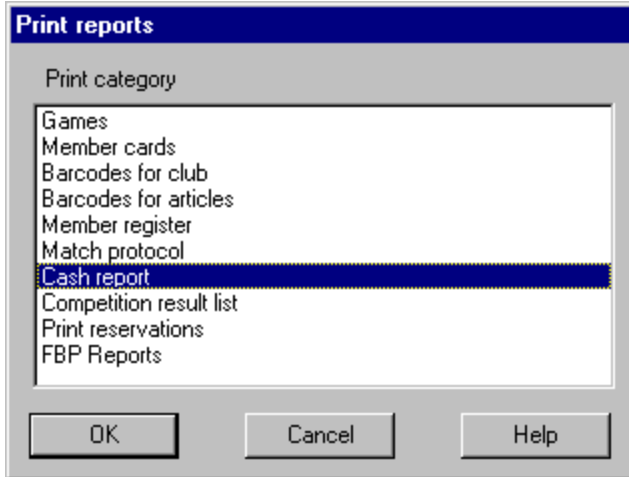 Print reports
Print category
Games
Member cards
Barcodes for club
Barcodes for articles
Member register
Match protocol
Cash report
Competition result list
Print reservations
FBP Reports
OK Cancel Help